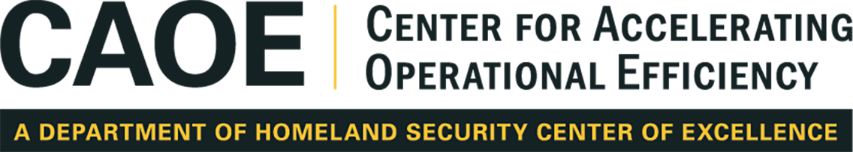 CAOE
CENTER FOR ACCELERATING
OPERATIONAL EFFICIENCY
A DEPARTMENT OF HOMELAND SECURITY CENTER OF EXCELLENCE